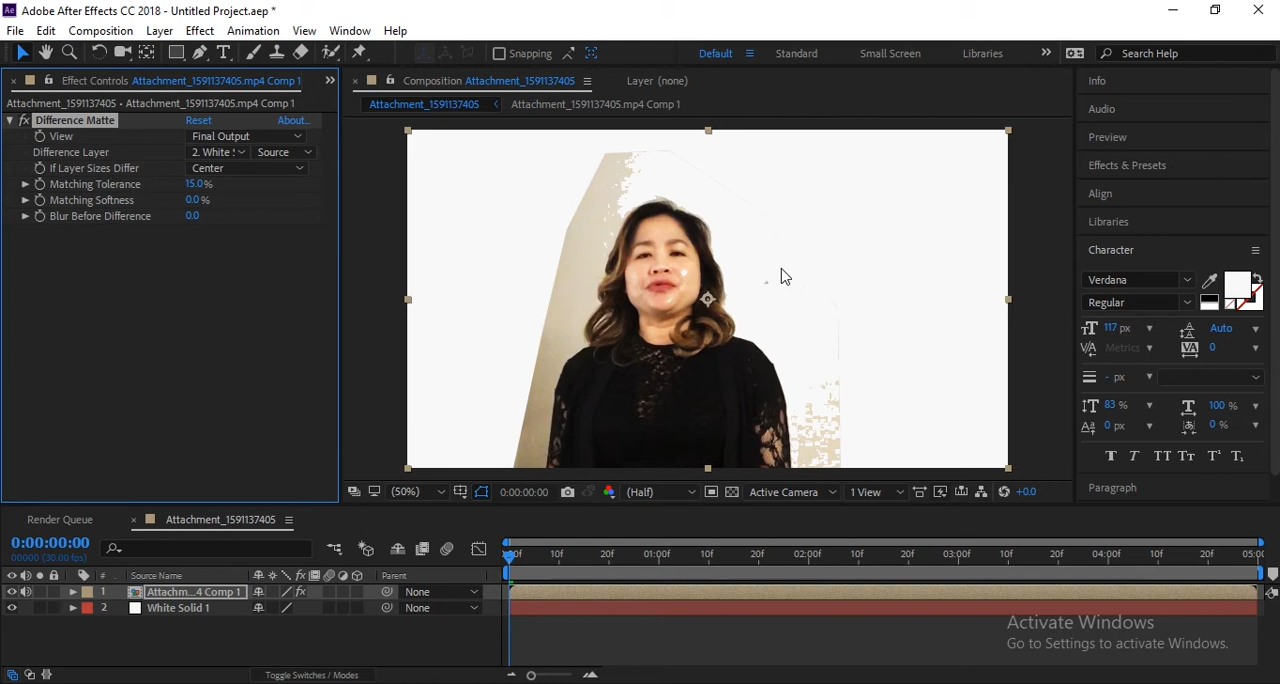 Adobe After Effects CC 2018 - Untitled Project.aep *
File Edit Composition Layer Effect Animation View Window Help
Snapping Default Standard Small Screen Libraries Search Help
Effect Controls Attachment_1591137405.mp4 Comp 1
Composition Attachment_1591137405 Layer (none)
Attachment_1591137405 • Attachment_1591137405.mp4 Comp 1
Attachment_1591137405 Attachment_1591137405.mp4 Comp 1
fx Difference Matte Reset About...
View Final Output
Difference Layer 2. White Source
If Layer Sizes Differ Center
Matching Tolerance 15.0%
Matching Softness 0.0 %
Blur Before Difference 0.0
Info
Audio
Preview
Effects & Presets
Align
Libraries
Character
Verdana
Regular
117 px Auto
Metrics 0
- px
83 % 100 %
0 px 0 %
T T TT Tt T¹ T₁
Paragraph
(50%) 0:00:00:00 (Half) Active Camera 1 View +0.0
Render Queue Attachment_1591137405
0:00:00:00
00000 (30.00 fps)
# Source Name fx Parent
:00f 10f 20f 01:00f 10f 20f 02:00f 10f 20f 03:00f 10f 20f 04:00f 10f 20f 05:00
1 Attachm...4 Comp 1 fx None
2 White Solid 1 None
Toggle Switches / Modes
Activate Windows
Go to Settings to activate Windows.